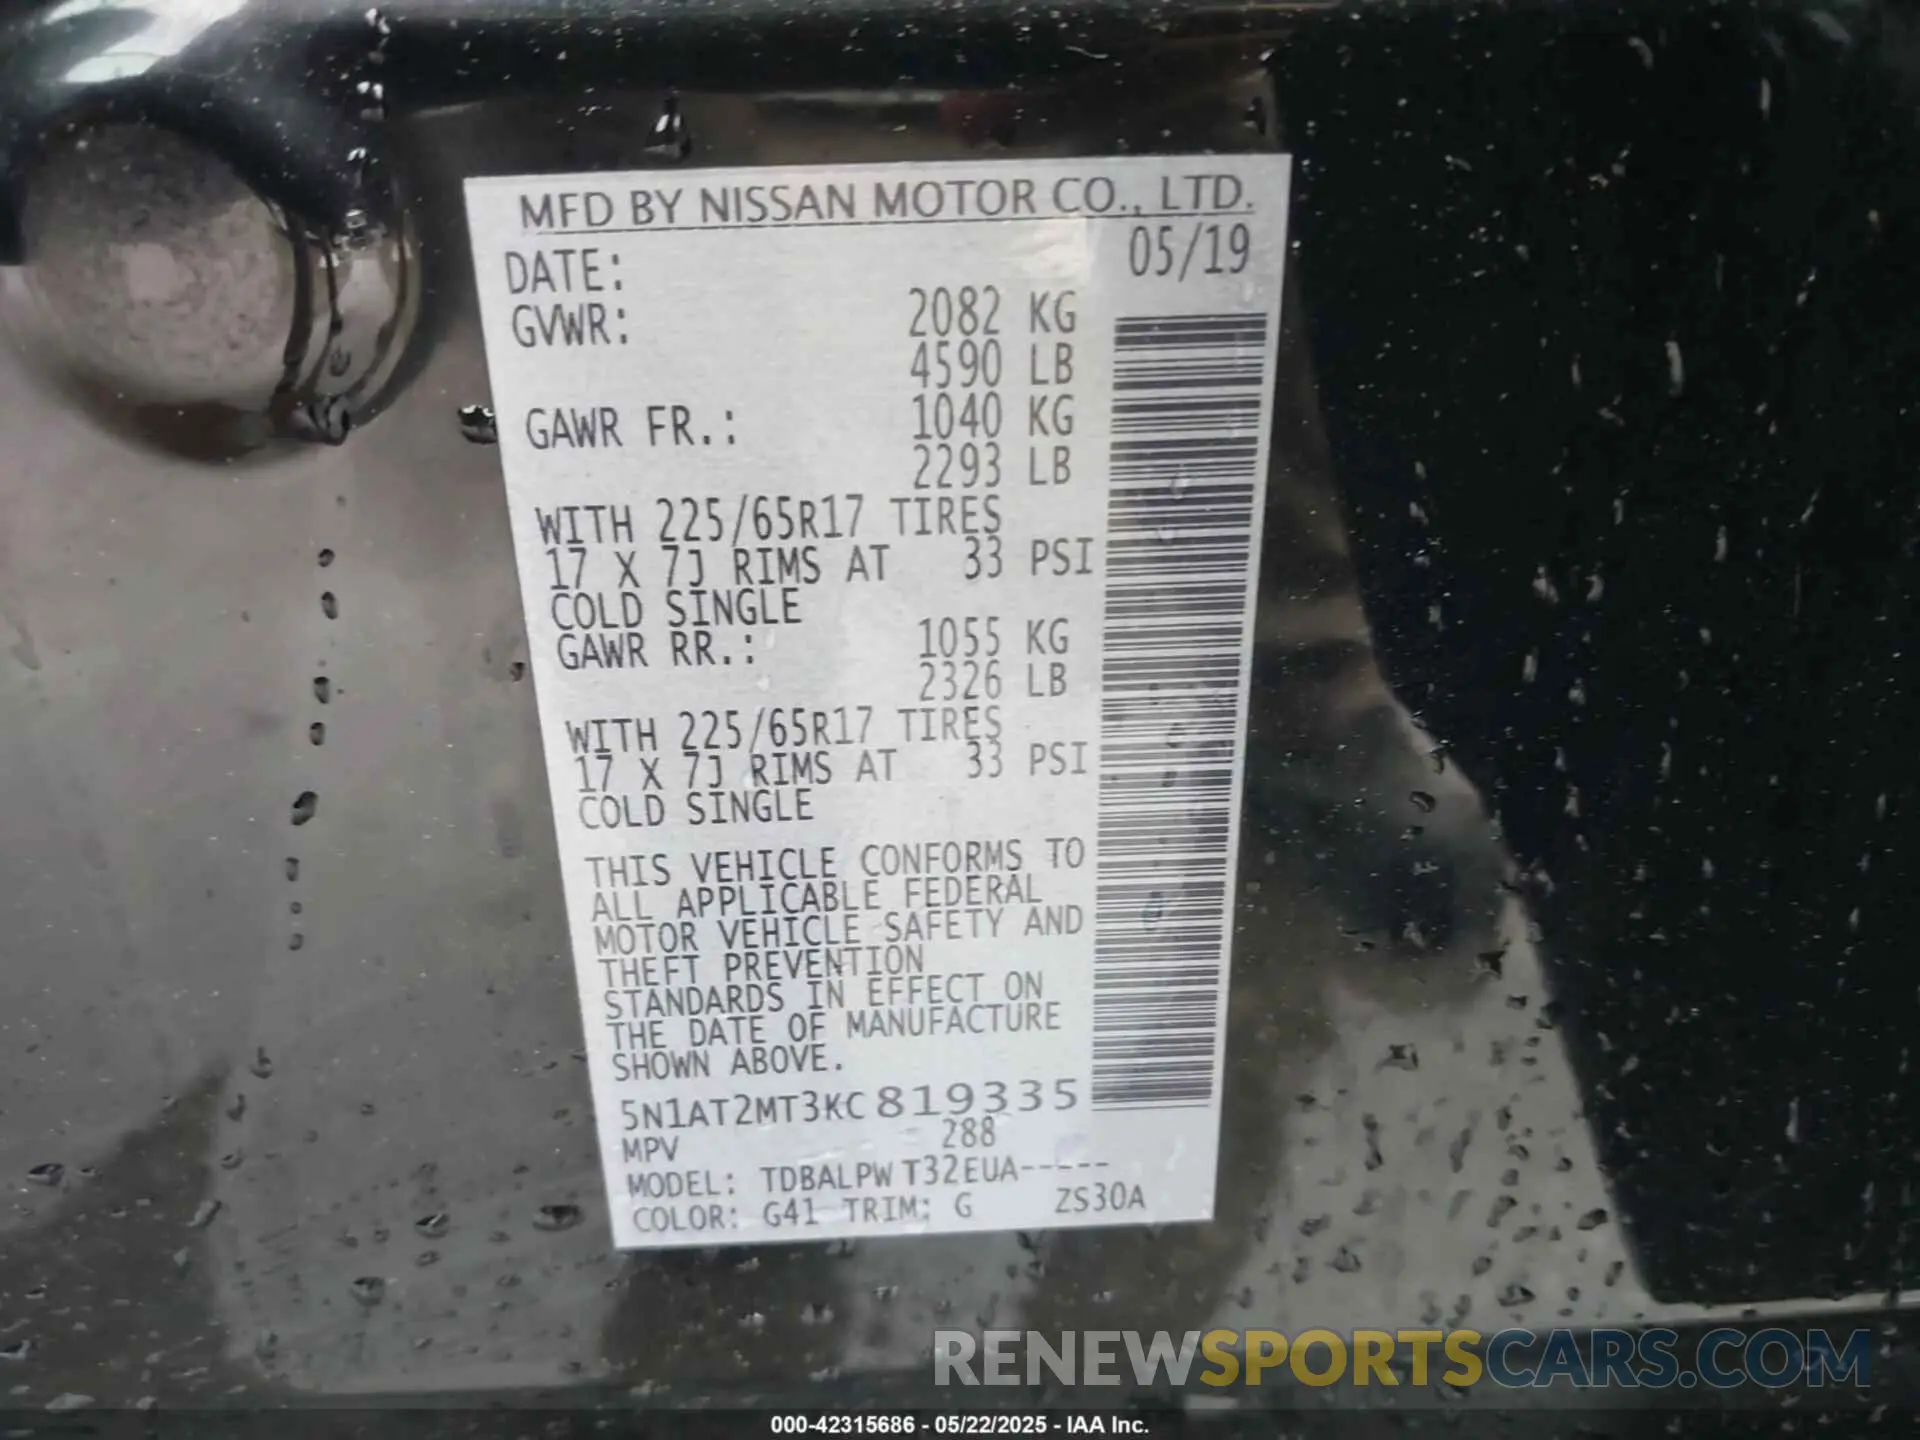 MFD BY NISSAN MOTOR CO., LTD.
DATE: 05/19
GVWR: 2082 KG
4590 LB
GAWR FR.: 1040 KG
2293 LB
WITH 225/65R17 TIRES
17 X 7J RIMS AT 33 PSI
COLD SINGLE
GAWR RR.: 1055 KG
2326 LB
WITH 225/65R17 TIRES
17 X 7J RIMS AT 33 PSI
COLD SINGLE
THIS VEHICLE CONFORMS TO
ALL APPLICABLE FEDERAL
MOTOR VEHICLE SAFETY AND
THEFT PREVENTION
STANDARDS IN EFFECT ON
THE DATE OF MANUFACTURE
SHOWN ABOVE.
5N1AT2MT3KC819335
MPV 288
MODEL: TDBALPW T32EUA-----
COLOR: G41 TRIM: G ZS30A
RENEWSPORTSCARS.COM
000-42315686 - 05/22/2025 - IAA Inc.